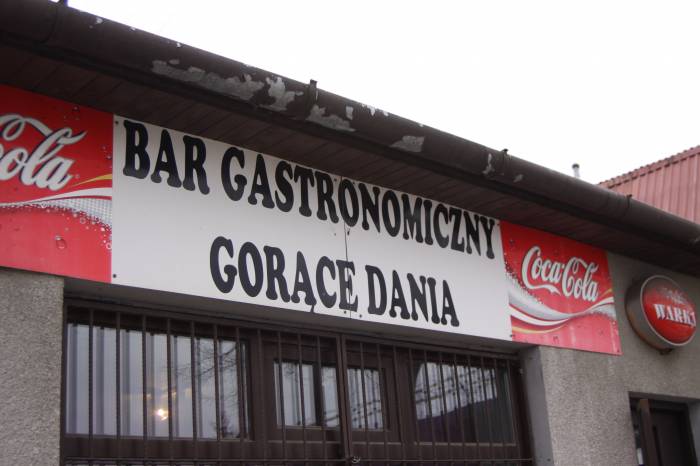 Cola
BAR GASTRONOMICZNY
GORĄCE DANIA
Coca-Cola
WARKA